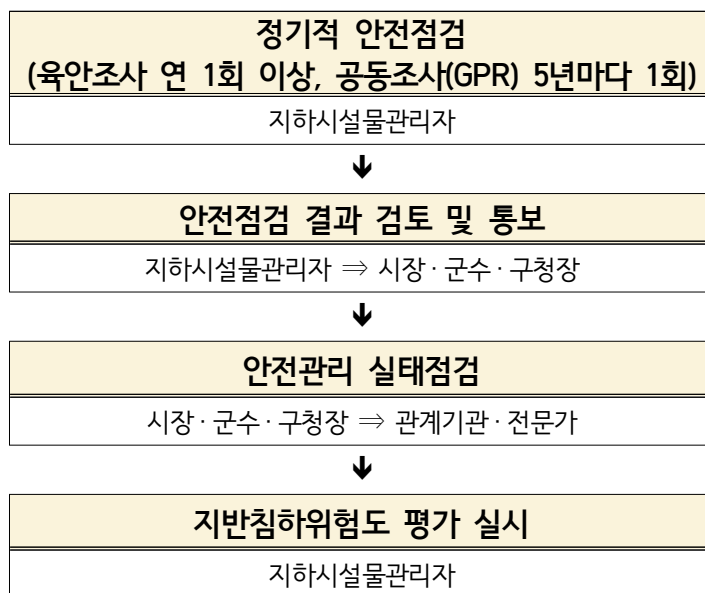 정기적 안전점검
(육안조사 연 1회 이상, 공동조사(GPR) 5년마다 1회)
지하시설물관리자
🡻
안전점검 결과 검토 및 통보
지하시설물관리자 ⇒ 시장·군수·구청장
🡻
안전관리 실태점검
시장·군수·구청장 ⇒ 관계기관·전문가
🡻
지반침하위험도 평가 실시
지하시설물관리자